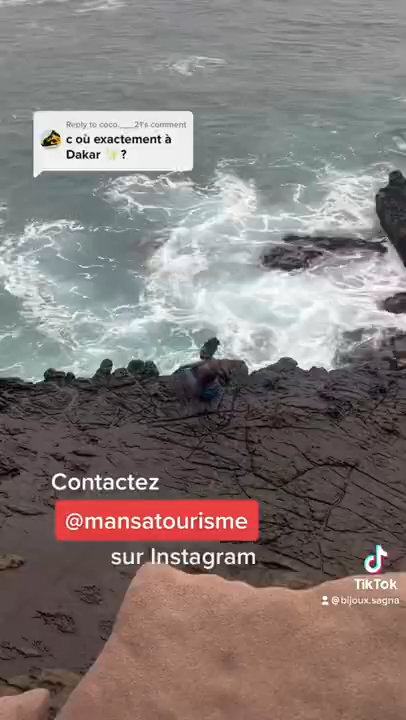 Reply to coco.___21's comment
c où exactement à
Dakar ?
Contactez
@mansatourisme
sur Instagram
TikTok
@bijoux.sagna